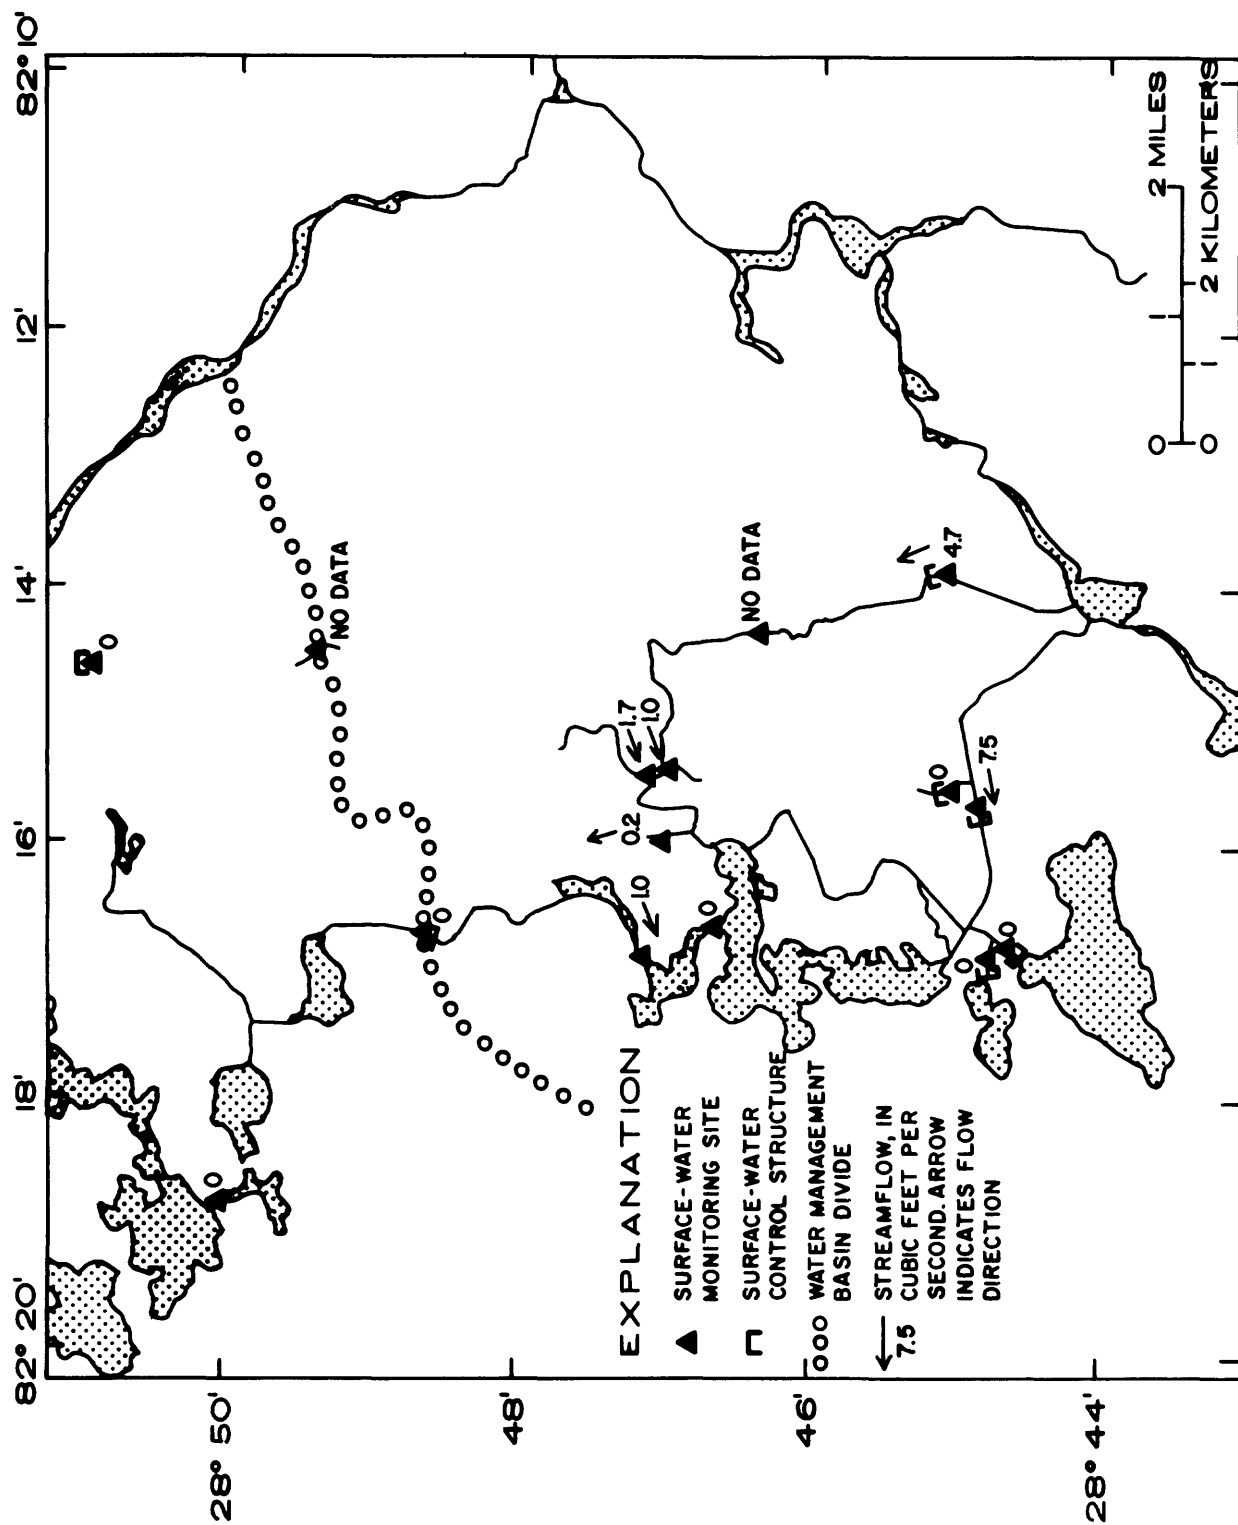 82° 20'
18'
16'
14'
12'
82° 10'
28° 50'
48'
46'
28° 44'
0
NO DATA
0
0
1.0
0
0.2
1.7
1.0
NO DATA
4.7
0
7.5
0
0
EXPLANATION
SURFACE-WATER
MONITORING SITE
SURFACE-WATER
CONTROL STRUCTURE
WATER MANAGEMENT
BASIN DIVIDE
7.5
STREAMFLOW, IN
CUBIC FEET PER
SECOND. ARROW
INDICATES FLOW
DIRECTION
0 1 2 MILES
0 1 2 KILOMETERS